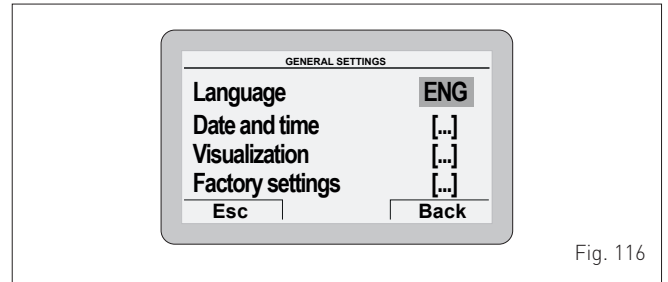 GENERAL SETTINGS
Language ENG
Date and time [...]
Visualization [...]
Factory settings [...]
Esc Back
Fig. 116